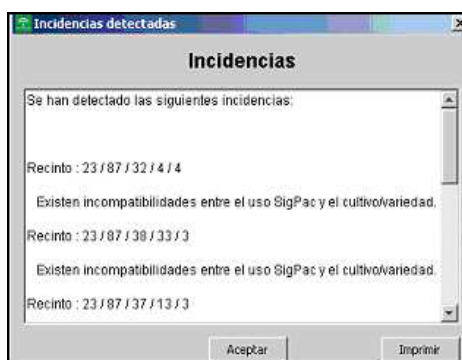 Incidencias detectadas
Incidencias
Se han detectado las siguientes incidencias:
Recinto : 23 / 87 / 32 / 4 / 4
Existen incompatibilidades entre el uso SigPac y el cultivo/variedad.
Recinto : 23 / 87 / 38 / 33 / 3
Existen incompatibilidades entre el uso SigPac y el cultivo/variedad.
Recinto : 23 / 87 / 37 / 13 / 3
Aceptar
Imprimir